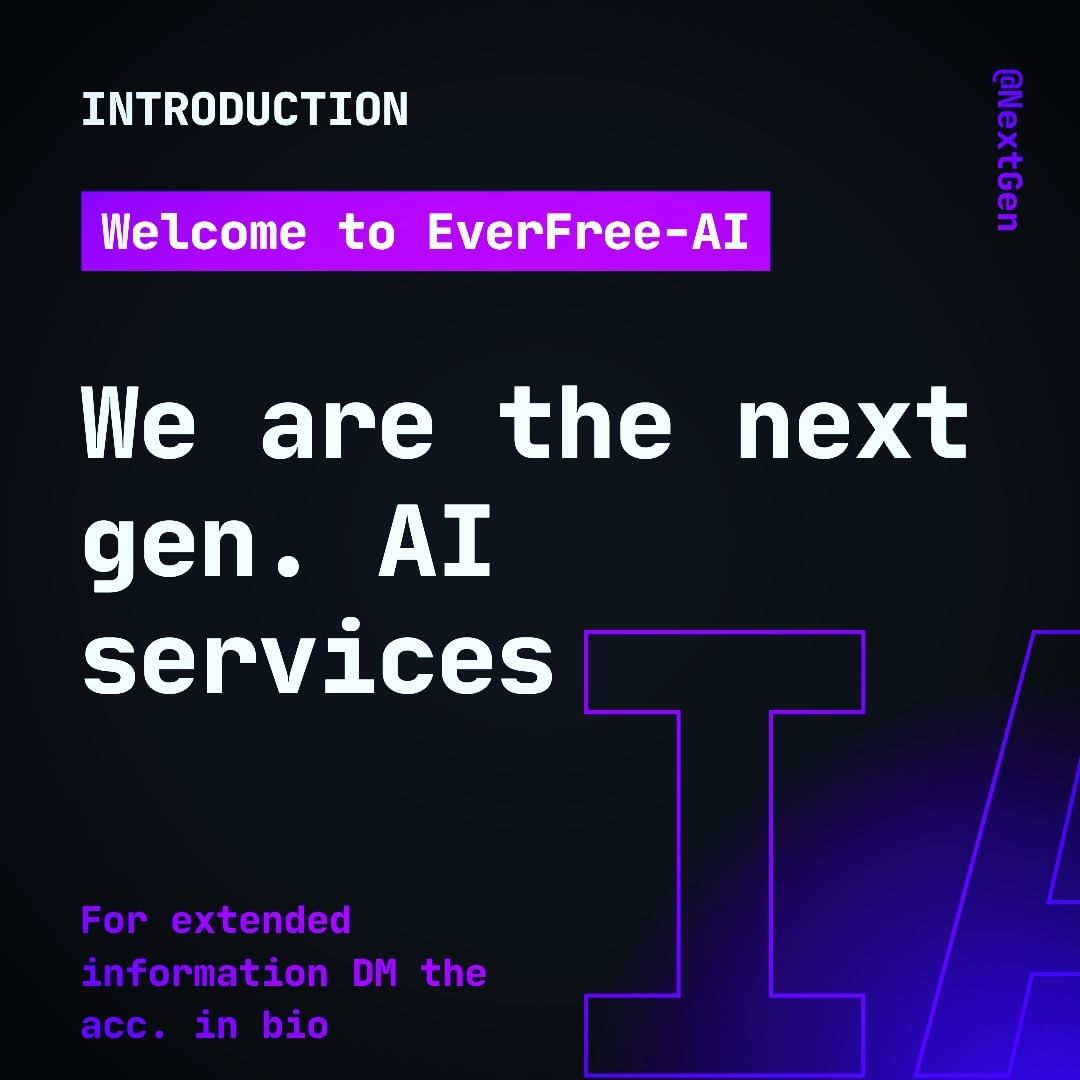 INTRODUCTION
@NextGen
Welcome to EverFree-AI
We are the next
gen. AI
services
IA
For extended
information DM the
acc. in bio